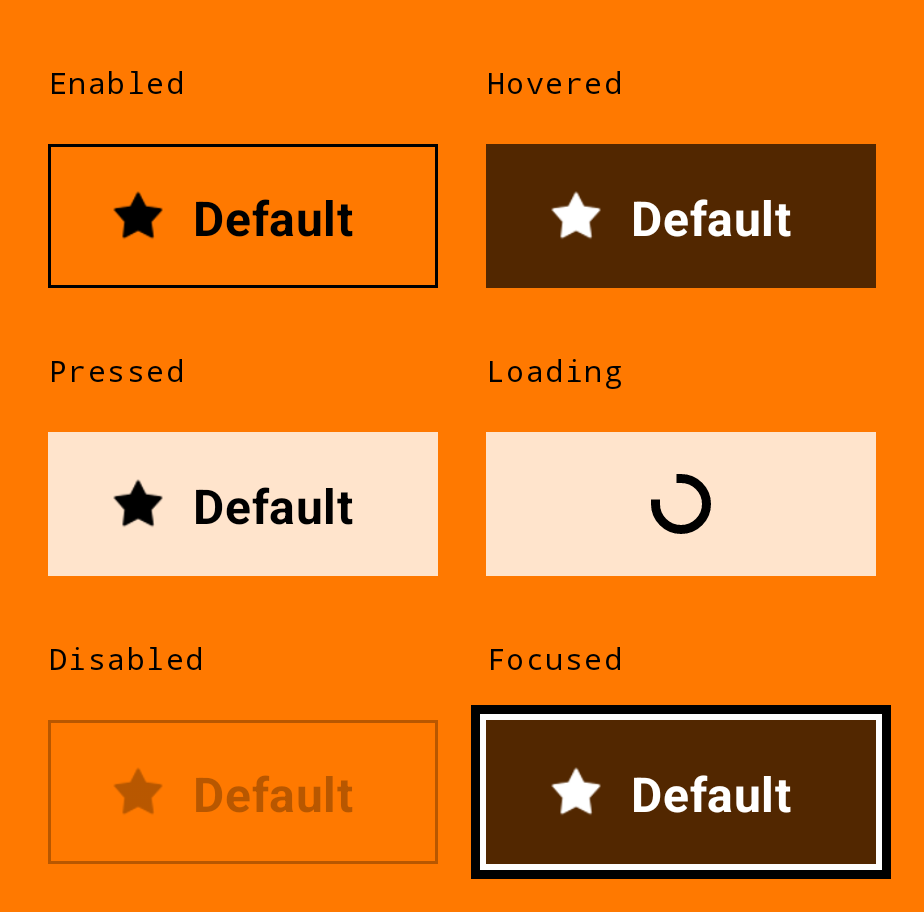 Enabled
Hovered
Default
Default
Pressed
Loading
Default
Disabled
Focused
Default
Default